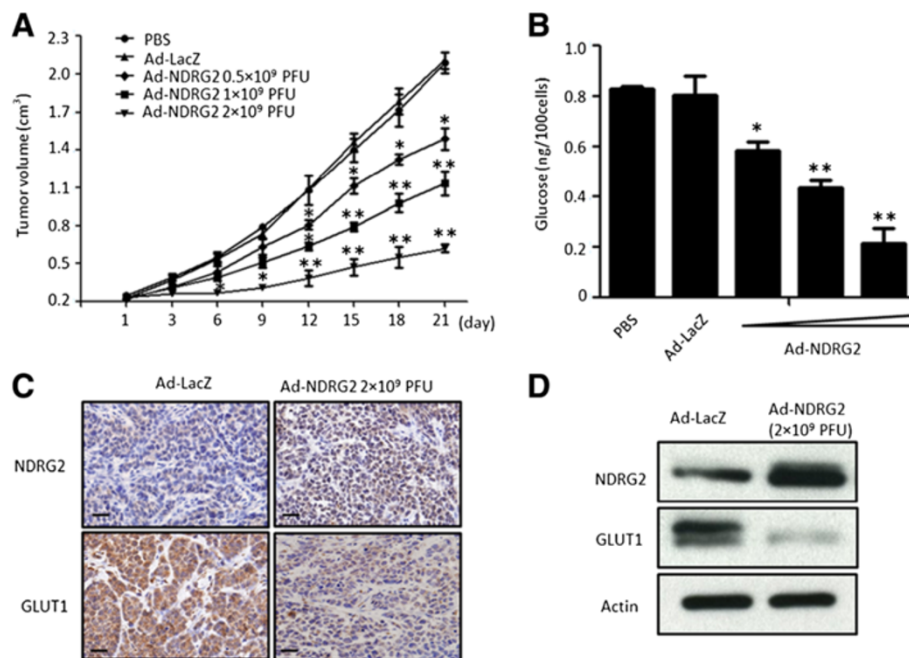 A
2.3
2.0
1.7
1.4
1.1
0.8
0.5
0.2
Tumor volume (cm³)
PBS
Ad-LacZ
Ad-NDRG2 0.5×10⁹ PFU
Ad-NDRG2 1×10⁹ PFU
Ad-NDRG2 2×10⁹ PFU
* * * * * *
* * ** ** **
* ** ** ** **
1 3 6 9 12 15 18 21 (day)
B
1.0
0.8
0.6
0.4
0.2
0
Glucose (ng/100cells)
*
**
**
PBS
Ad-LacZ
Ad-NDRG2
C
Ad-LacZ
Ad-NDRG2 2×10⁹ PFU
NDRG2
GLUT1
D
Ad-LacZ
Ad-NDRG2
(2×10⁹ PFU)
NDRG2
GLUT1
Actin